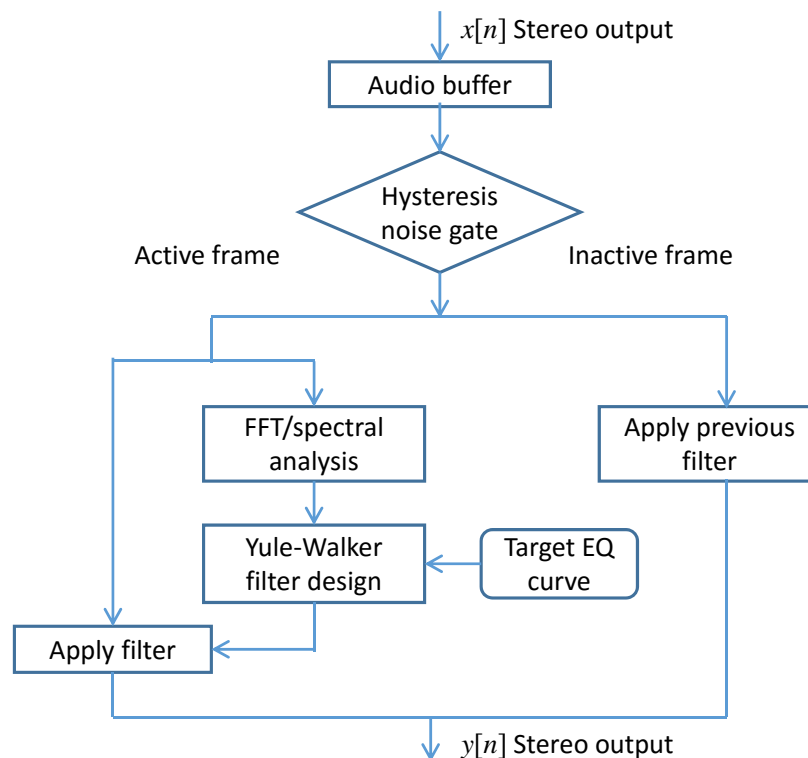 x[n] Stereo output
Audio buffer
Hysteresis
noise gate
Active frame
Inactive frame
FFT/spectral
analysis
Apply previous
filter
Yule-Walker
filter design
Target EQ
curve
Apply filter
y[n] Stereo output